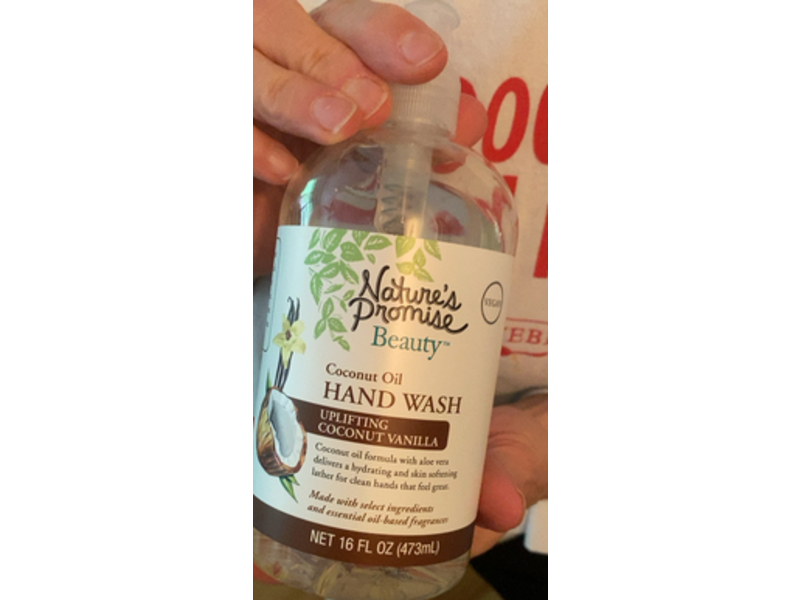 Nature's
Promise
Beauty™
VEGAN
Coconut Oil
HAND WASH
UPLIFTING
COCONUT VANILLA
Coconut oil formula with aloe vera
delivers a hydrating and skin softening
lather for clean hands that feel great.
Made with select ingredients
and essential oil-based fragrances
NET 16 FL OZ (473mL)